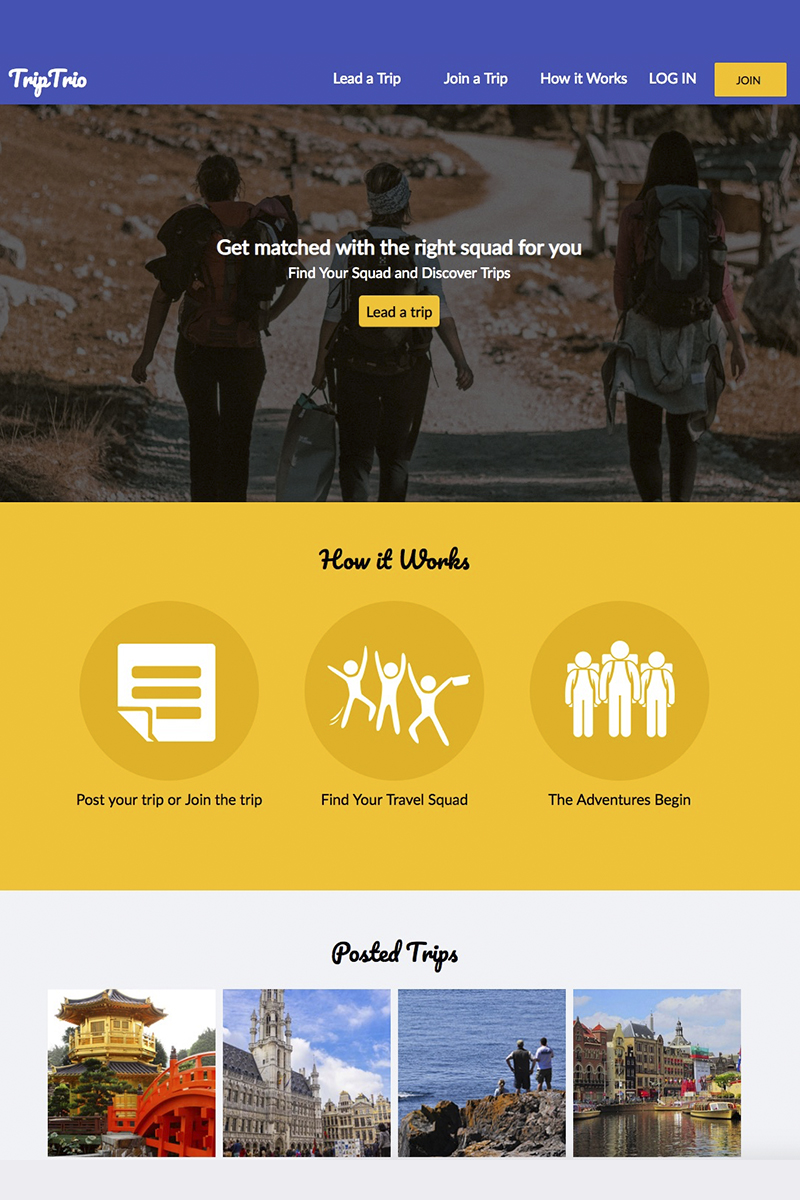 TripTrio
Lead a Trip
Join a Trip
How it Works
LOG IN
JOIN
Get matched with the right squad for you
Find Your Squad and Discover Trips
Lead a trip
How it Works
Post your trip or Join the trip
Find Your Travel Squad
The Adventures Begin
Posted Trips